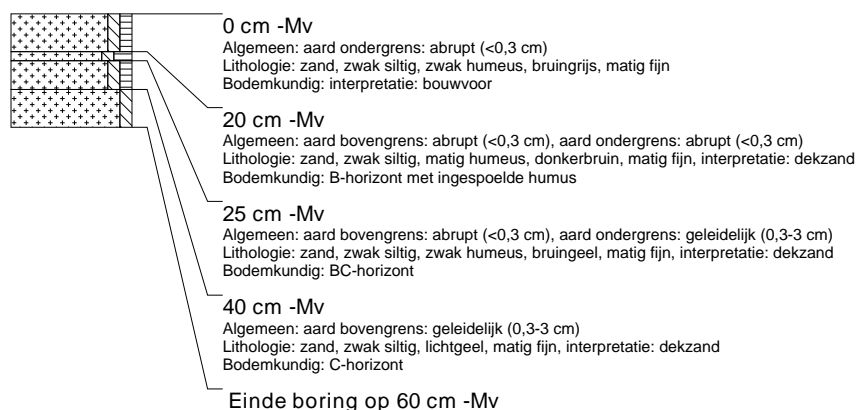 0 cm -Mv
Algemeen: aard ondergrens: abrupt (<0,3 cm)
Lithologie: zand, zwak siltig, zwak humeus, bruingrijs, matig fijn
Bodemkundig: interpretatie: bouwvoor
20 cm -Mv
Algemeen: aard bovengrens: abrupt (<0,3 cm), aard ondergrens: abrupt (<0,3 cm)
Lithologie: zand, zwak siltig, matig humeus, donkerbruin, matig fijn, interpretatie: dekzand
Bodemkundig: B-horizont met ingespoelde humus
25 cm -Mv
Algemeen: aard bovengrens: abrupt (<0,3 cm), aard ondergrens: geleidelijk (0,3-3 cm)
Lithologie: zand, zwak siltig, zwak humeus, bruingeel, matig fijn, interpretatie: dekzand
Bodemkundig: BC-horizont
40 cm -Mv
Algemeen: aard bovengrens: geleidelijk (0,3-3 cm)
Lithologie: zand, zwak siltig, lichtgeel, matig fijn, interpretatie: dekzand
Bodemkundig: C-horizont
Einde boring op 60 cm -Mv